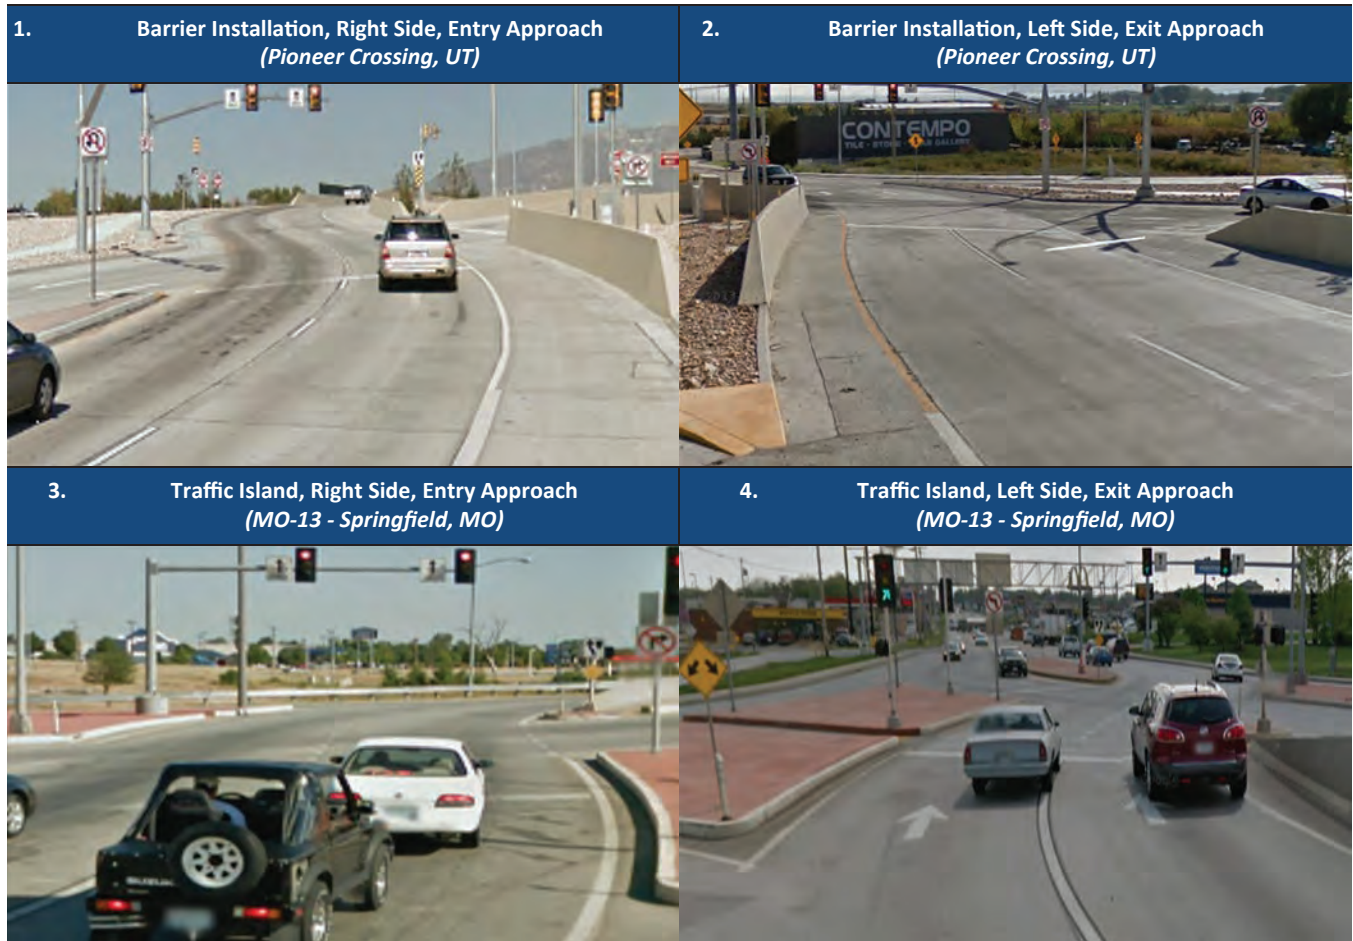 1. Barrier Installation, Right Side, Entry Approach
(Pioneer Crossing, UT)
2. Barrier Installation, Left Side, Exit Approach
(Pioneer Crossing, UT)
CONTEMPO
3. Traffic Island, Right Side, Entry Approach
(MO-13 - Springfield, MO)
4. Traffic Island, Left Side, Exit Approach
(MO-13 - Springfield, MO)
SUZUKI